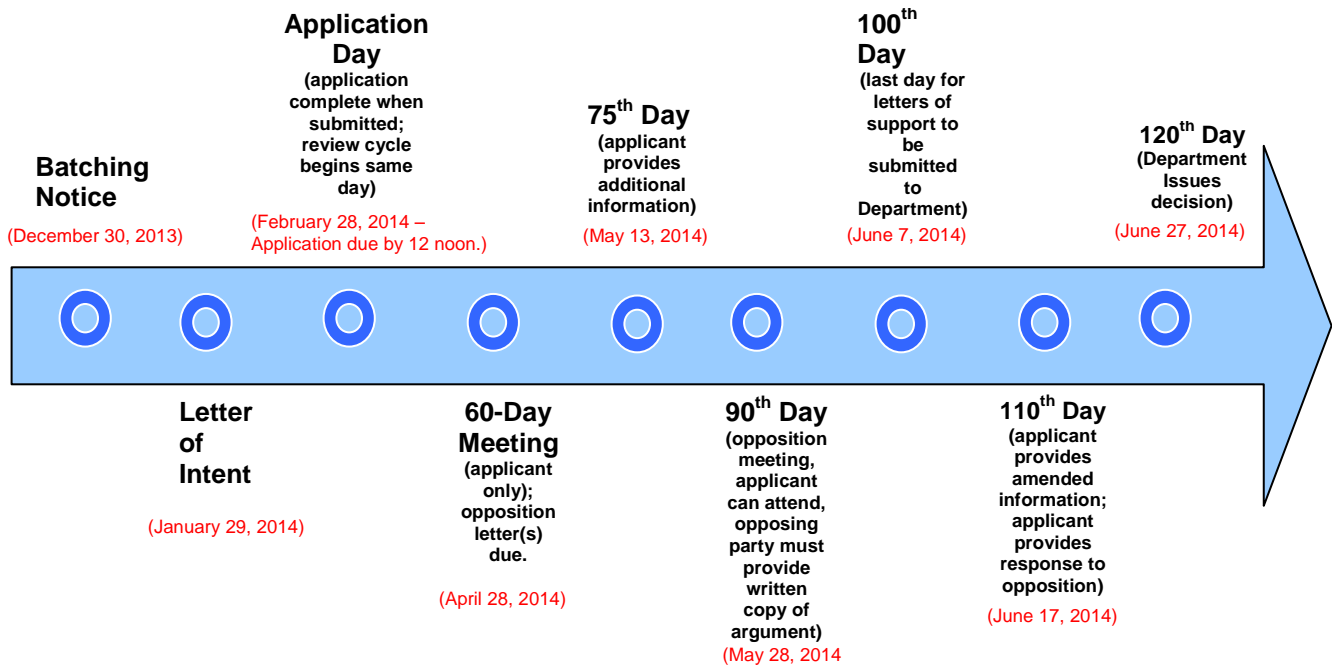 Batching
Notice
(December 30, 2013)
Letter
of
Intent
(January 29, 2014)
Application
Day
(application
complete when
submitted;
review cycle
begins same
day)
(February 28, 2014 –
Application due by 12 noon.)
60-Day
Meeting
(applicant
only);
opposition
letter(s)
due.
(April 28, 2014)
75th Day
(applicant
provides
additional
information)
(May 13, 2014)
90th Day
(opposition
meeting,
applicant
can attend,
opposing
party must
provide
written
copy of
argument)
(May 28, 2014
100th
Day
(last day for
letters of
support to
be
submitted
to
Department)
(June 7, 2014)
110th Day
(applicant
provides
amended
information;
applicant
provides
response to
opposition)
(June 17, 2014)
120th Day
(Department
Issues
decision)
(June 27, 2014)